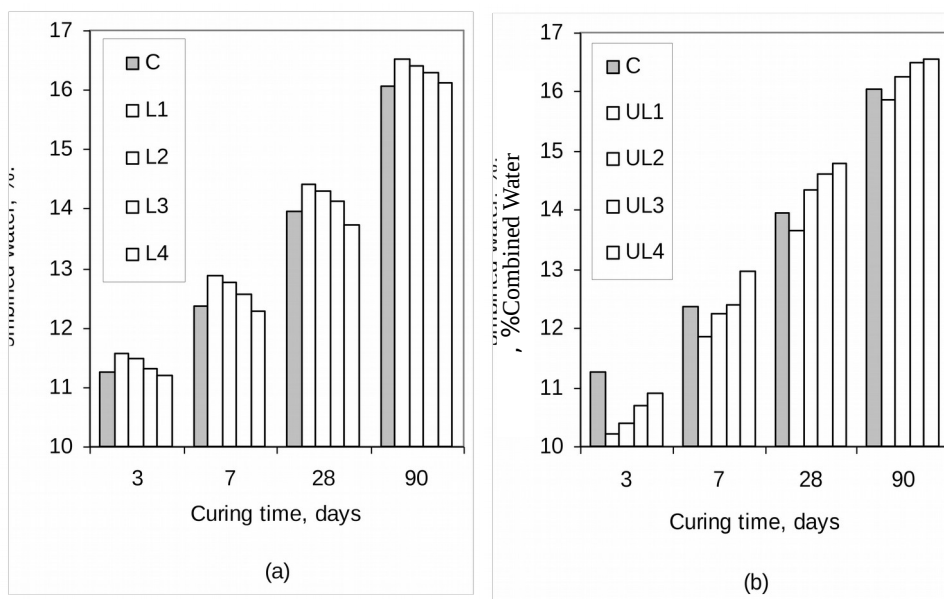 17
16
15
14
13
12
11
10
C
L1
L2
L3
L4
3 7 28 90
Curing time, days
(a)
17
16
15
14
13
12
11
10
C
UL1
UL2
UL3
UL4
, %Combined Water
3 7 28 90
Curing time, days
(b)